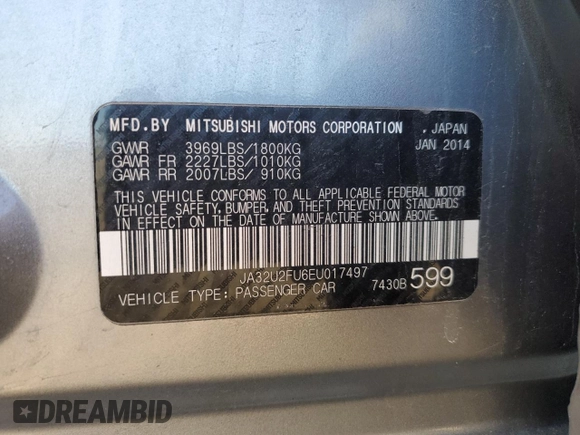 MFD.BY MITSUBISHI MOTORS CORPORATION . JAPAN
GVWR 3969LBS/1800KG JAN 2014
GAWR FR 2227LBS/1010KG
GAWR RR 2007LBS/ 910KG
THIS VEHICLE CONFORMS TO ALL APPLICABLE FEDERAL MOTOR
VEHICLE SAFETY, BUMPER, AND THEFT PREVENTION STANDARDS
IN EFFECT ON THE DATE OF MANUFACTURE SHOWN ABOVE.
JA32U2FU6EU017497
VEHICLE TYPE: PASSENGER CAR 7430B 599
DREAMBID